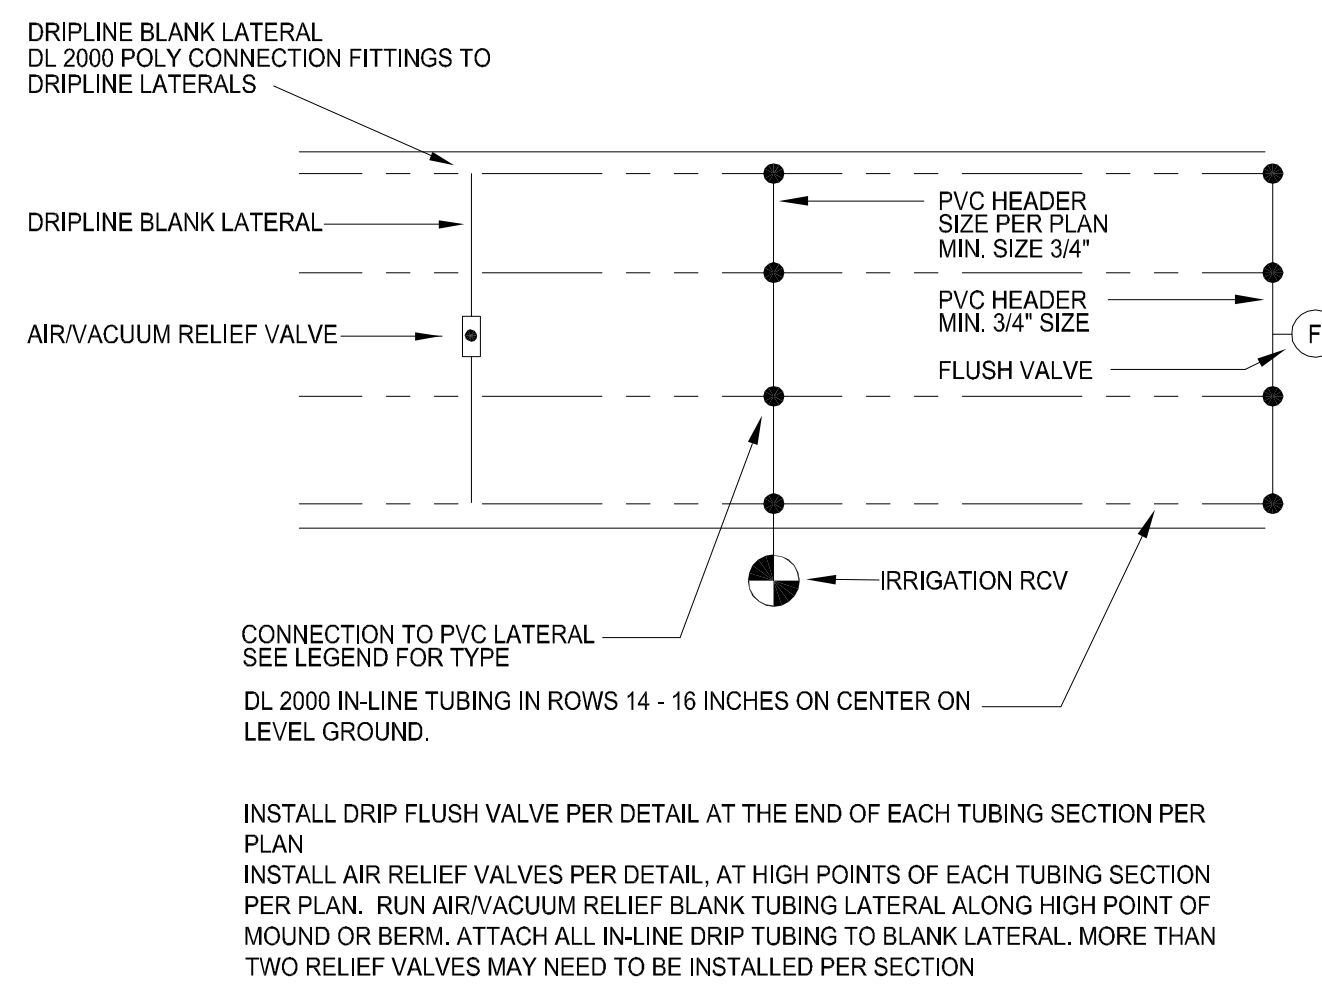 DRIPLINE BLANK LATERAL
DL 2000 POLY CONNECTION FITTINGS TO
DRIPLINE LATERALS
DRIPLINE BLANK LATERAL
AIR/VACUUM RELIEF VALVE
PVC HEADER
SIZE PER PLAN
MIN. SIZE 3/4"
PVC HEADER
MIN. 3/4" SIZE
FLUSH VALVE
F
IRRIGATION RCV
CONNECTION TO PVC LATERAL
SEE LEGEND FOR TYPE
DL 2000 IN-LINE TUBING IN ROWS 14 - 16 INCHES ON CENTER ON
LEVEL GROUND.
INSTALL DRIP FLUSH VALVE PER DETAIL AT THE END OF EACH TUBING SECTION PER
PLAN
INSTALL AIR RELIEF VALVES PER DETAIL, AT HIGH POINTS OF EACH TUBING SECTION
PER PLAN.  RUN AIR/VACUUM RELIEF BLANK TUBING LATERAL ALONG HIGH POINT OF
MOUND OR BERM. ATTACH ALL IN-LINE DRIP TUBING TO BLANK LATERAL. MORE THAN
TWO RELIEF VALVES MAY NEED TO BE INSTALLED PER SECTION